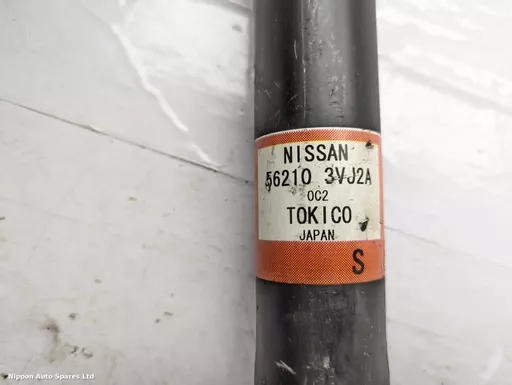 NISSAN
56210 3VJ2A
0C2
TOKICO
JAPAN
S
Nippon Auto Spares Ltd